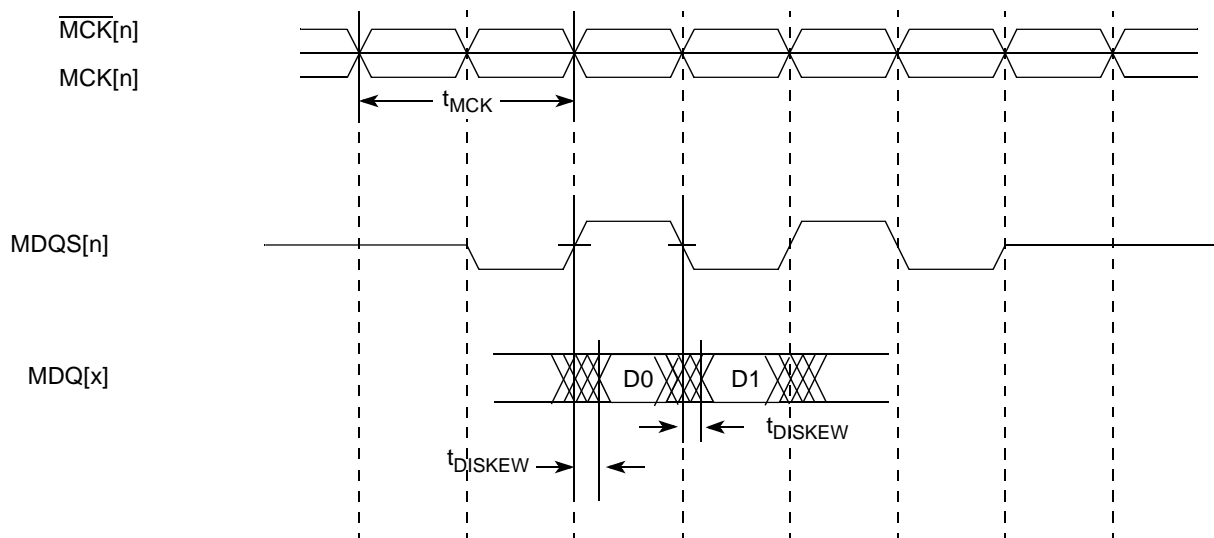 MCK[n]
MCK[n]
tMCK
MDQS[n]
MDQ[x]
D0
D1
tDISKEW
tDISKEW